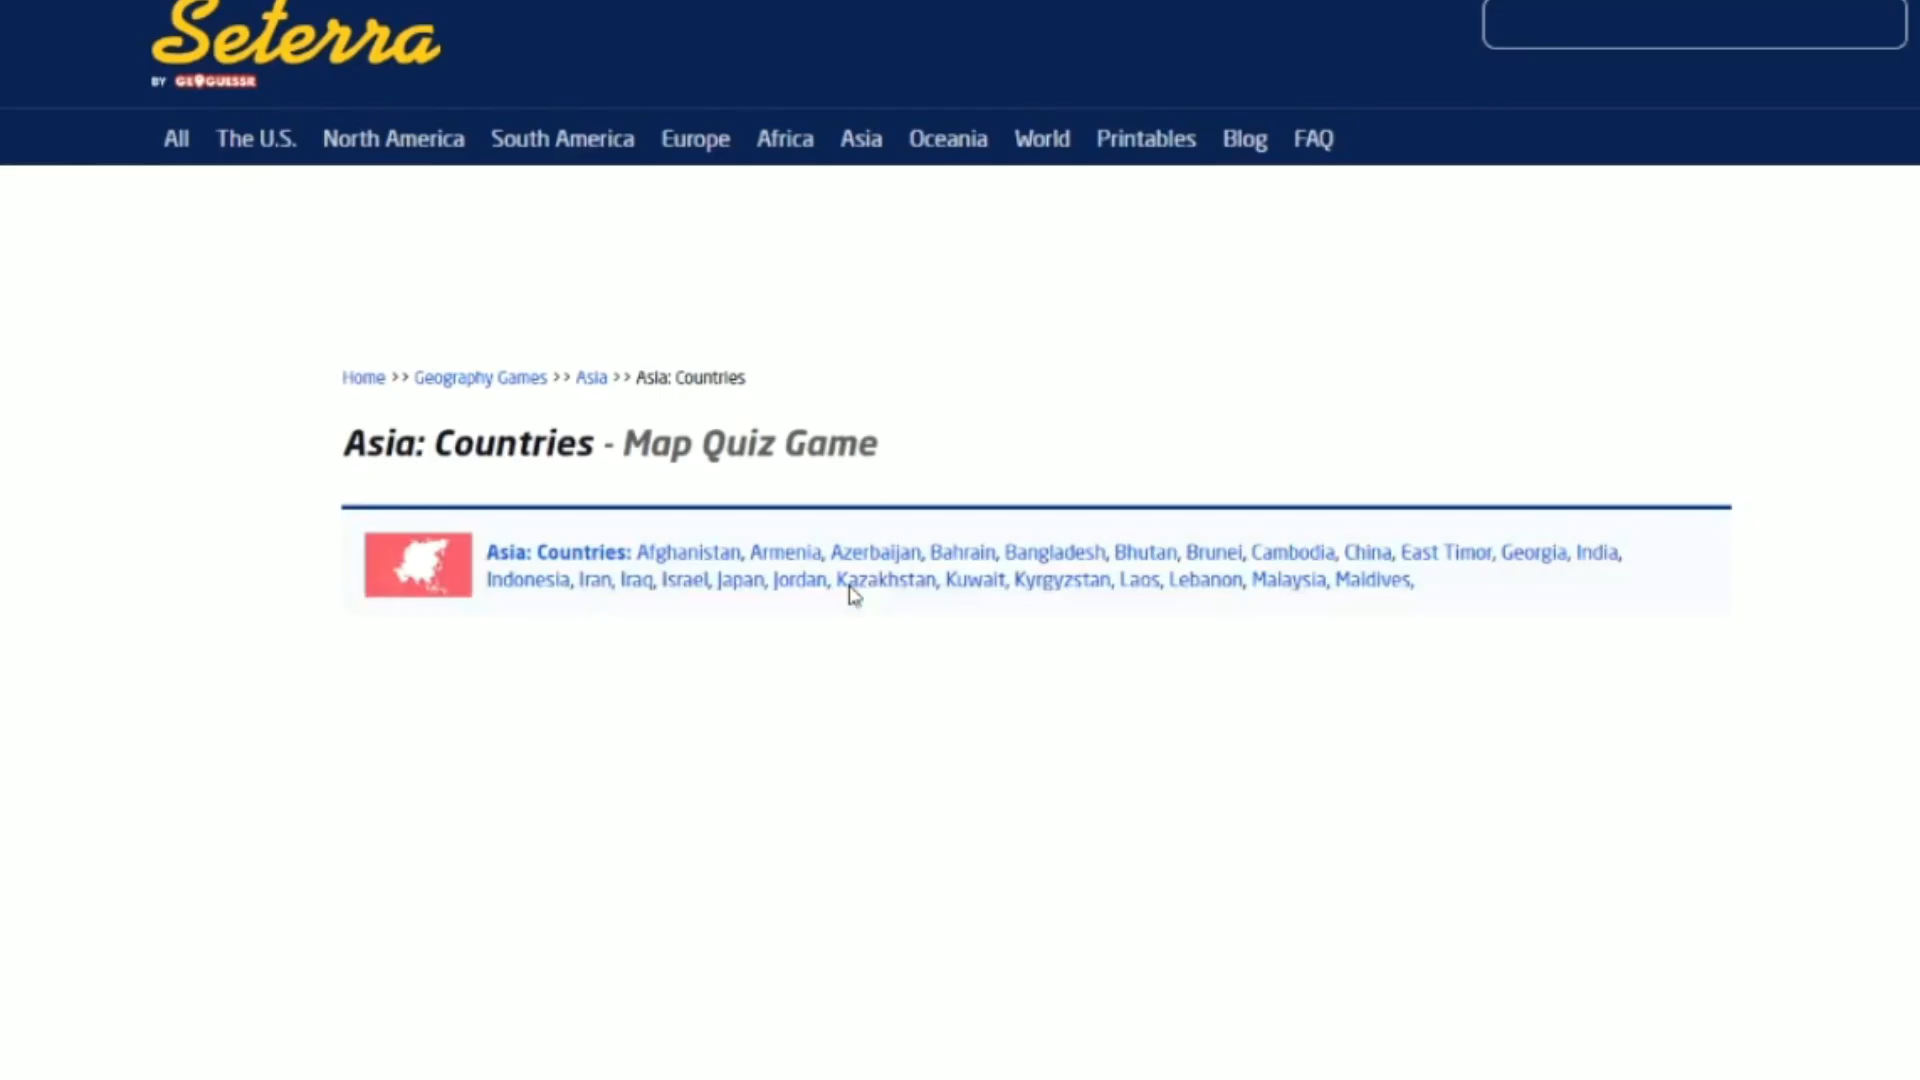 Seterra
BY GEOGUESSR
All The U.S. North America South America Europe Africa Asia Oceania World Printables Blog FAQ
Home >> Geography Games >> Asia >> Asia: Countries
Asia: Countries - Map Quiz Game
Asia: Countries: Afghanistan, Armenia, Azerbaijan, Bahrain, Bangladesh, Bhutan, Brunei, Cambodia, China, East Timor, Georgia, India,
Indonesia, Iran, Iraq, Israel, Japan, Jordan, Kazakhstan, Kuwait, Kyrgyzstan, Laos, Lebanon, Malaysia, Maldives,